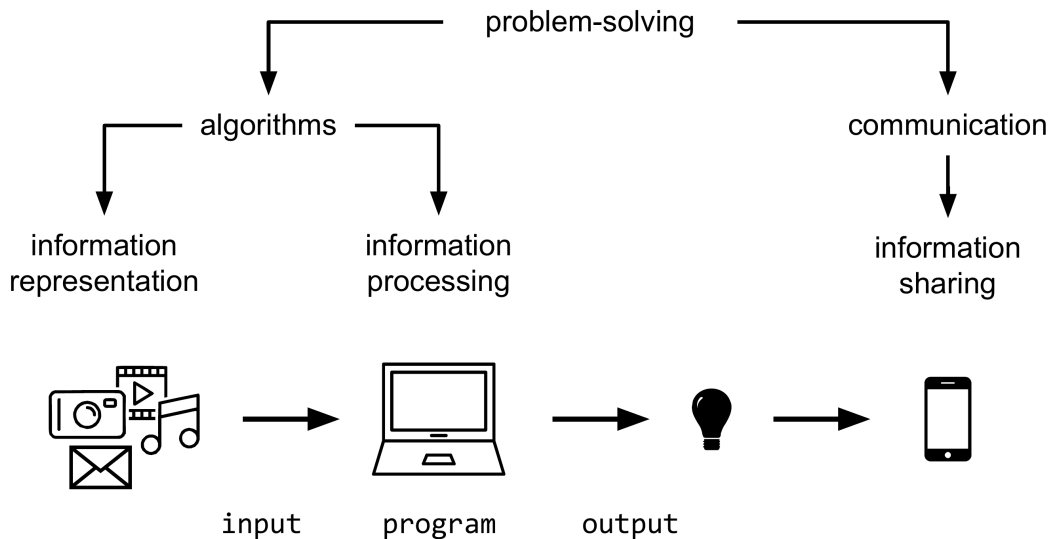 problem-solving
algorithms
communication
information
representation
information
processing
information
sharing
input
program
output